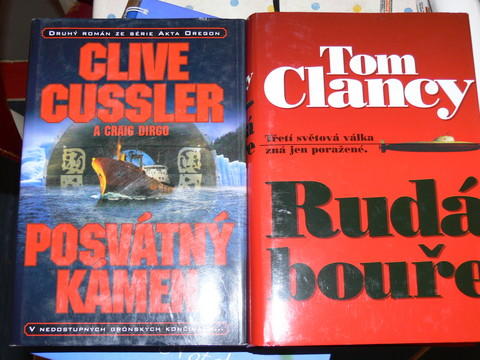 DRUHÝ ROMÁN ZE SÉRIE AKTA OREGON
CLIVE
CUSSLER
A CRAIG DIRGO
POSVÁTNÝ
KÁMEN
V NEDOSTUPNÝCH GRÓNSKÝCH KONČINÁCH...
Tom
Clancy
Třetí světová válka
zná jen poražené.
Rudá
bouře